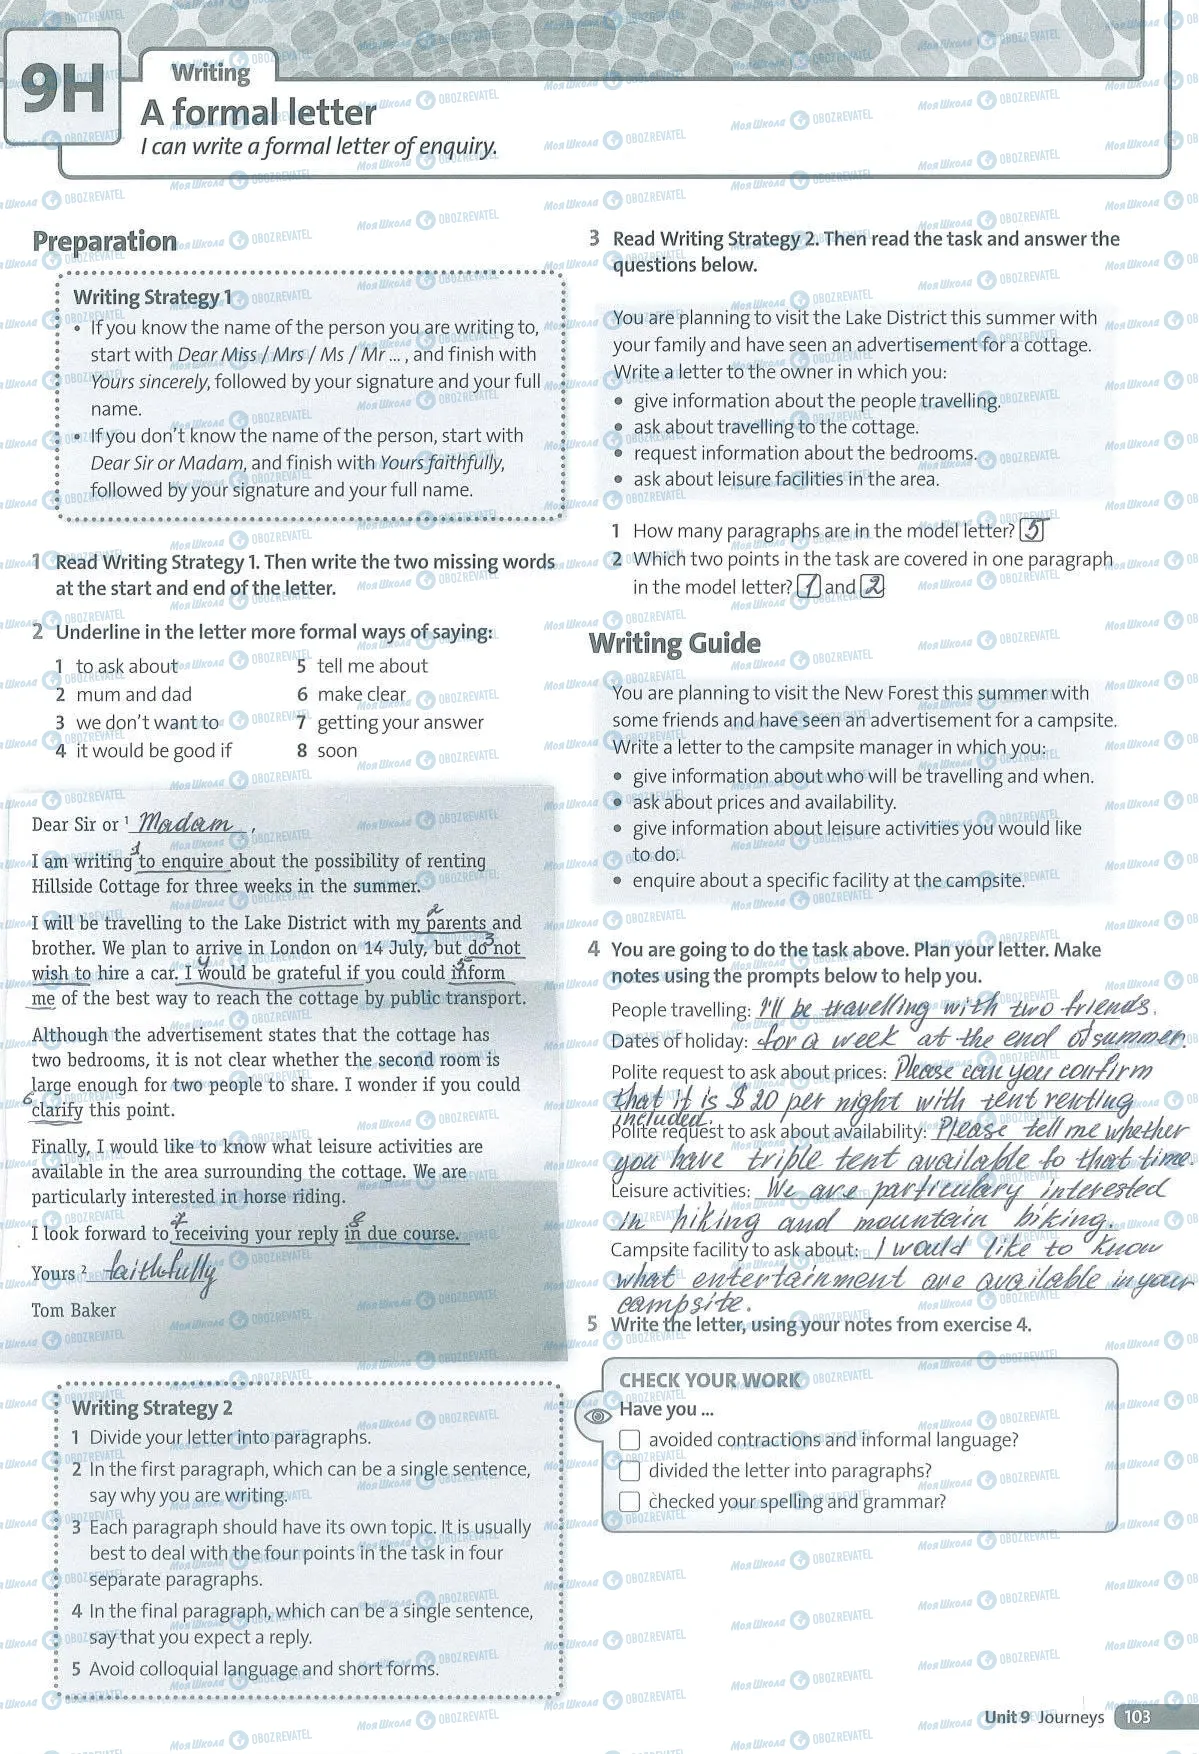 9H
Writing
A formal letter
I can write a formal letter of enquiry.
Preparation
Writing Strategy 1
• If you know the name of the person you are writing to,
start with Dear Miss / Mrs / Ms / Mr ... , and finish with
Yours sincerely, followed by your signature and your full
name.
• If you don't know the name of the person, start with
Dear Sir or Madam, and finish with Yours faithfully,
followed by your signature and your full name.
1 Read Writing Strategy 1. Then write the two missing words
at the start and end of the letter.
2 Underline in the letter more formal ways of saying:
1 to ask about
2 mum and dad
3 we don't want to
4 it would be good if
5 tell me about
6 make clear
7 getting your answer
8 soon
Dear Sir or 1 Madam,
1
I am writing to enquire about the possibility of renting
Hillside Cottage for three weeks in the summer.
2
I will be travelling to the Lake District with my parents and
3
brother. We plan to arrive in London on 14 July, but do not
4 5
wish to hire a car. I would be grateful if you could inform
me of the best way to reach the cottage by public transport.
Although the advertisement states that the cottage has
two bedrooms, it is not clear whether the second room is
large enough for two people to share. I wonder if you could
6
clarify this point.
Finally, I would like to know what leisure activities are
available in the area surrounding the cottage. We are
particularly interested in horse riding.
7 8
I look forward to receiving your reply in due course.
Yours 2 faithfully
Tom Baker
Writing Strategy 2
1 Divide your letter into paragraphs.
2 In the first paragraph, which can be a single sentence,
say why you are writing.
3 Each paragraph should have its own topic. It is usually
best to deal with the four points in the task in four
separate paragraphs.
4 In the final paragraph, which can be a single sentence,
say that you expect a reply.
5 Avoid colloquial language and short forms.
3 Read Writing Strategy 2. Then read the task and answer the
questions below.
You are planning to visit the Lake District this summer with
your family and have seen an advertisement for a cottage.
Write a letter to the owner in which you:
• give information about the people travelling.
• ask about travelling to the cottage.
• request information about the bedrooms.
• ask about leisure facilities in the area.
1 How many paragraphs are in the model letter? 5
2 Which two points in the task are covered in one paragraph
in the model letter? 1 and 2
Writing Guide
You are planning to visit the New Forest this summer with
some friends and have seen an advertisement for a campsite.
Write a letter to the campsite manager in which you:
• give information about who will be travelling and when.
• ask about prices and availability.
• give information about leisure activities you would like
to do.
• enquire about a specific facility at the campsite.
4 You are going to do the task above. Plan your letter. Make
notes using the prompts below to help you.
People travelling: I'll be travelling with two friends.
Dates of holiday: for a week at the end of summer.
Polite request to ask about prices: Please can you confirm
that it is $20 per night with tent renting
included.
Polite request to ask about availability: Please tell me whether
you have triple tent available fo that time.
Leisure activities: We are particulary interested
in hiking and mountain biking.
Campsite facility to ask about: I would like to know
what entertainment are available in your
campsite.
5 Write the letter, using your notes from exercise 4.
CHECK YOUR WORK
Have you ...
avoided contractions and informal language?
divided the letter into paragraphs?
checked your spelling and grammar?
Unit 9 Journeys 103
Моя Школа OBOZREVATEL